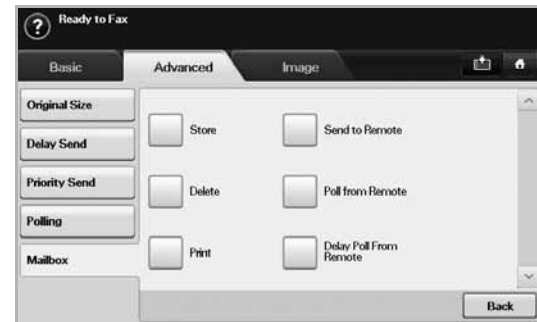 Ready to Fax
Basic
Advanced
Image
Original Size
Delay Send
Priority Send
Polling
Mailbox
Store
Send to Remote
Delete
Poll from Remote
Print
Delay Poll From
Remote
Back